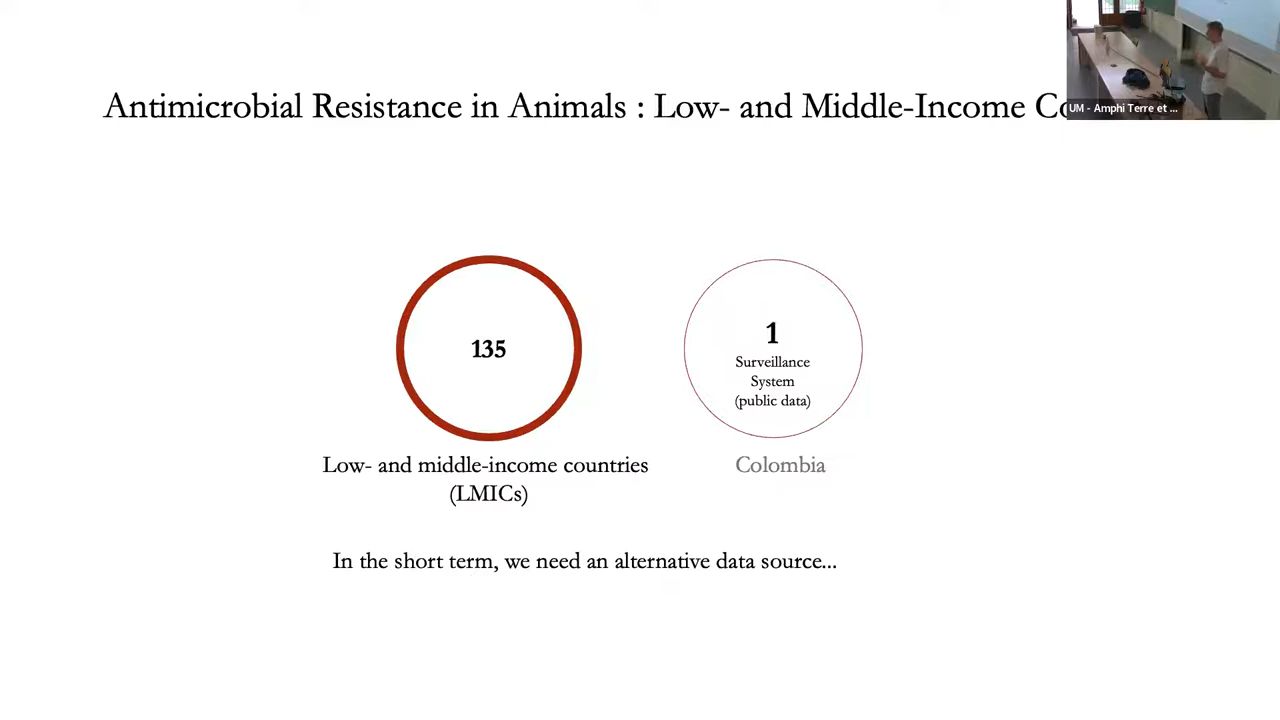 Antimicrobial Resistance in Animals : Low- and Middle-Income Co
UM - Amphi Terre et ...
135
1
Surveillance
System
(public data)
Low- and middle-income countries
(LMICs)
Colombia
In the short term, we need an alternative data source...